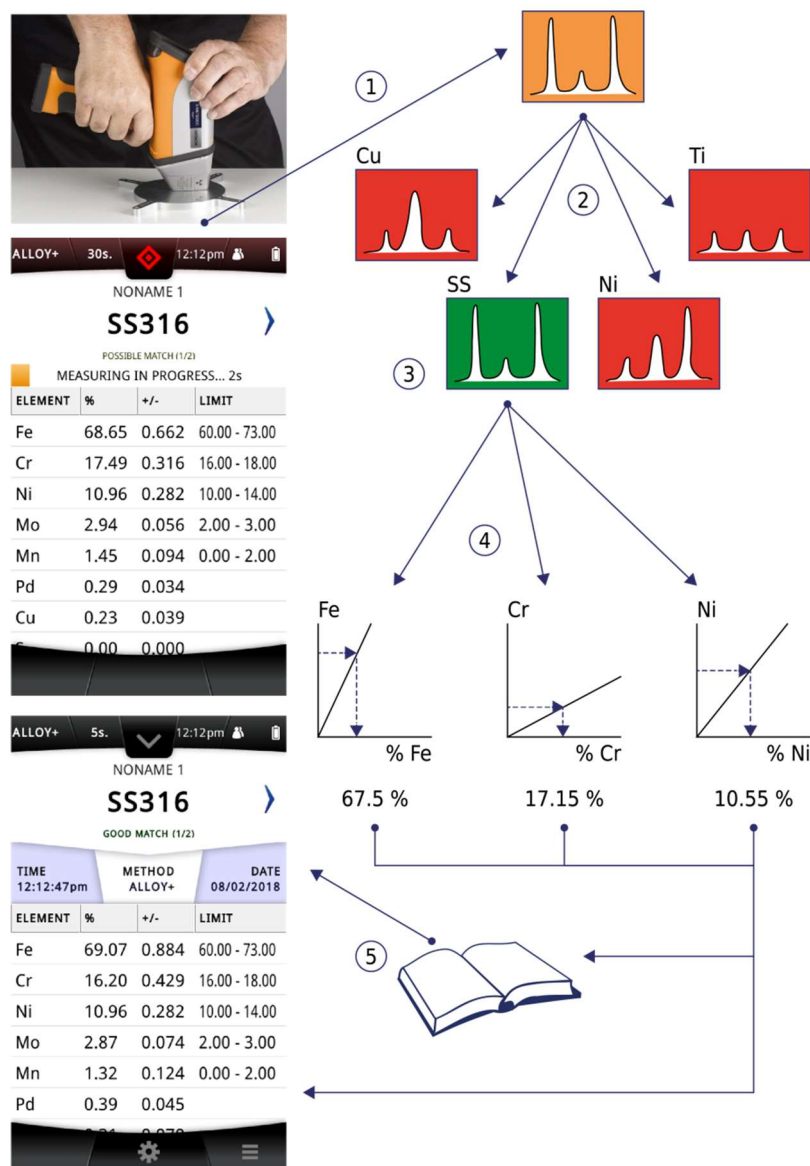 1
Cu
Ti
2
SS
Ni
3
4
ALLOY+ 30s. 12:12pm
NONAME 1
SS316
POSSIBLE MATCH (1/2)
MEASURING IN PROGRESS... 2s
ELEMENT % +/- LIMIT
Fe 68.65 0.662 60.00 - 73.00
Cr 17.49 0.316 16.00 - 18.00
Ni 10.96 0.282 10.00 - 14.00
Mo 2.94 0.056 2.00 - 3.00
Mn 1.45 0.094 0.00 - 2.00
Pd 0.29 0.034
Cu 0.23 0.039
0.00 0.000
Fe
Cr
Ni
% Fe
% Cr
% Ni
67.5 %
17.15 %
10.55 %
5
ALLOY+ 5s. 12:12pm
NONAME 1
SS316
GOOD MATCH (1/2)
TIME METHOD DATE
12:12:47pm ALLOY+ 08/02/2018
ELEMENT % +/- LIMIT
Fe 69.07 0.884 60.00 - 73.00
Cr 16.20 0.429 16.00 - 18.00
Ni 10.96 0.282 10.00 - 14.00
Mo 2.87 0.074 2.00 - 3.00
Mn 1.32 0.124 0.00 - 2.00
Pd 0.39 0.045